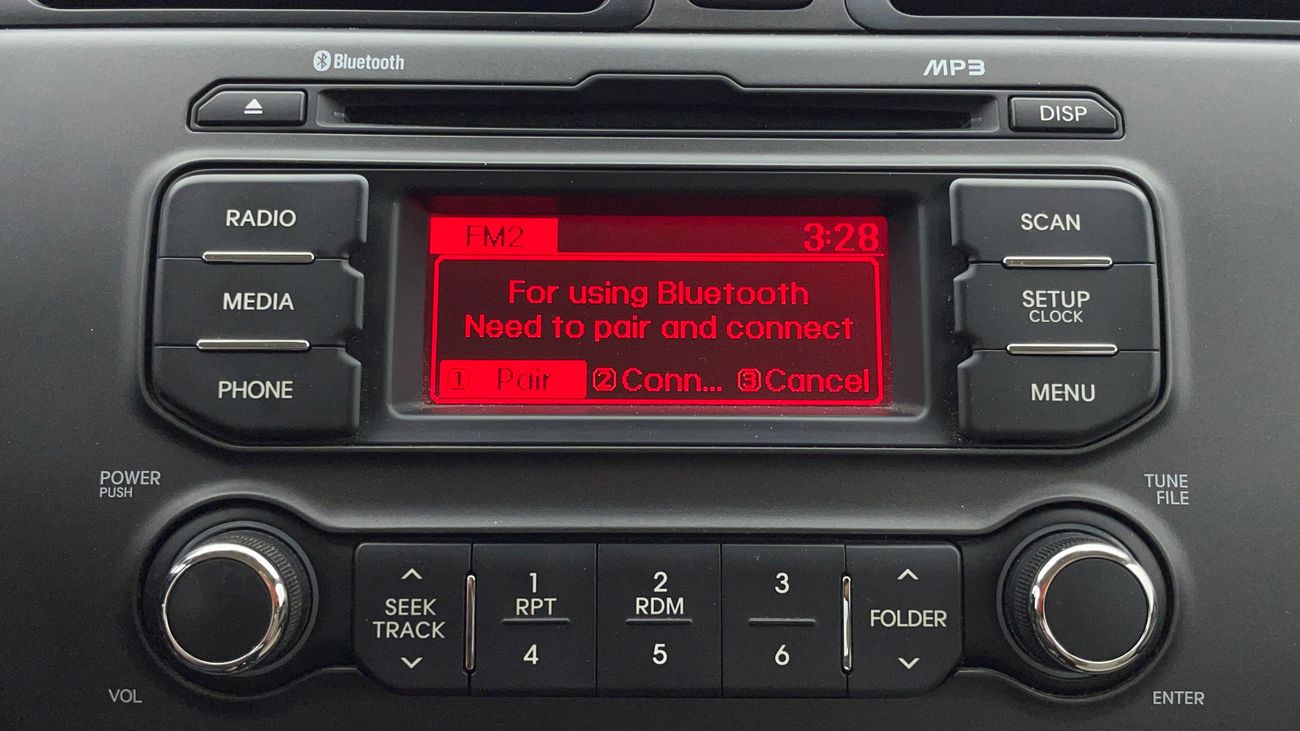 Bluetooth
MP3
DISP
RADIO
MEDIA
PHONE
FM2 3:28
For using Bluetooth
Need to pair and connect
1 Pair 2 Conn... 3 Cancel
SCAN
SETUP
CLOCK
MENU
POWER
PUSH
VOL
SEEK
TRACK
1
RPT
4
2
RDM
5
3
6
FOLDER
TUNE
FILE
ENTER